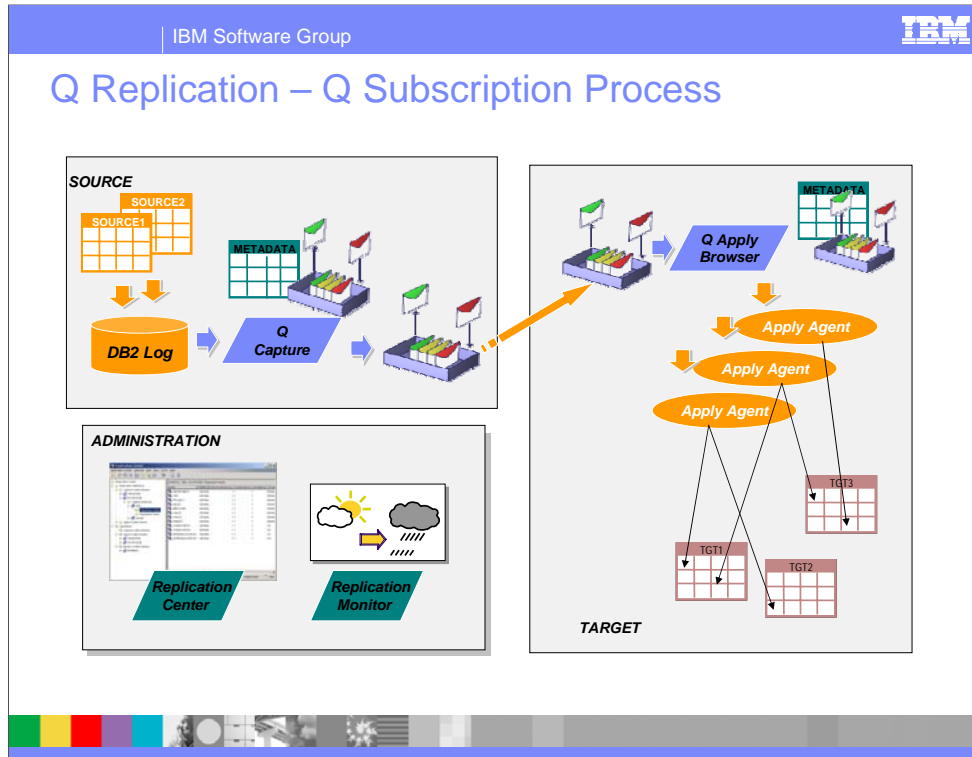 IBM Software Group
IBM
Q Replication – Q Subscription Process
SOURCE
SOURCE2
SOURCE1
METADATA
DB2 Log
Q
Capture
METADATA
Q Apply
Browser
Apply Agent
Apply Agent
Apply Agent
TGT3
TGT1
TGT2
TARGET
ADMINISTRATION
Replication
Center
Replication
Monitor